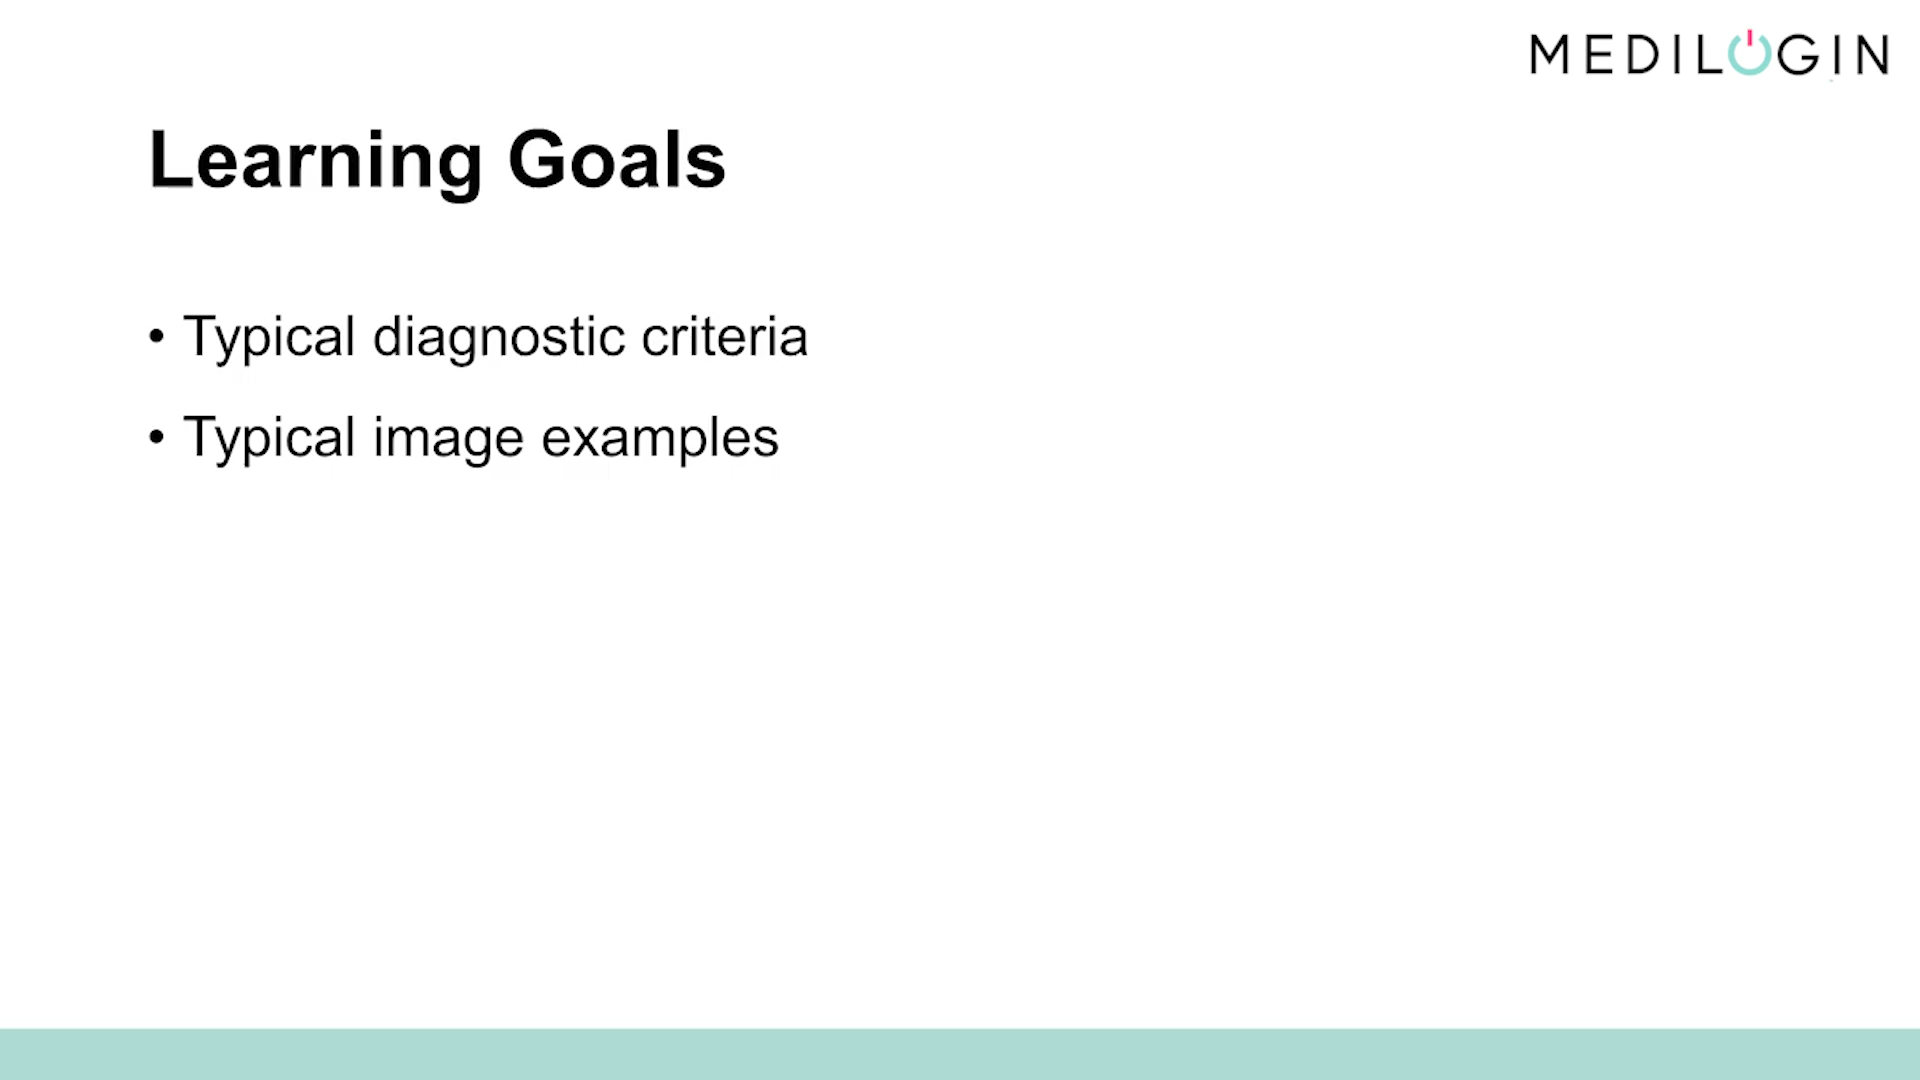 MEDILOGIN
Learning Goals
• Typical diagnostic criteria
• Typical image examples